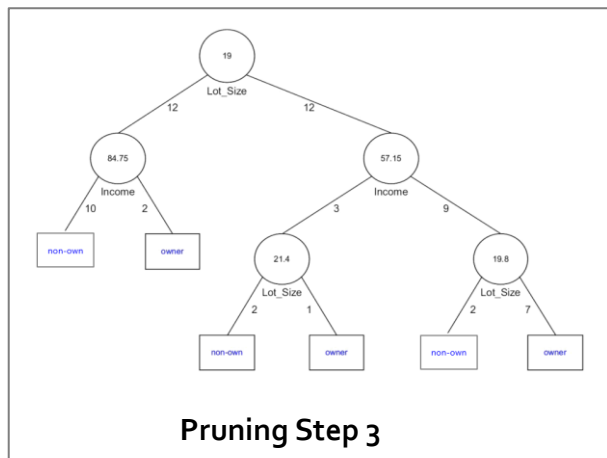 19
Lot_Size
12 12
84.75 57.15
Income Income
10 2 3 9
non-own owner
21.4 19.8
Lot_Size Lot_Size
2 1 2 7
non-own owner non-own owner
Pruning Step 3